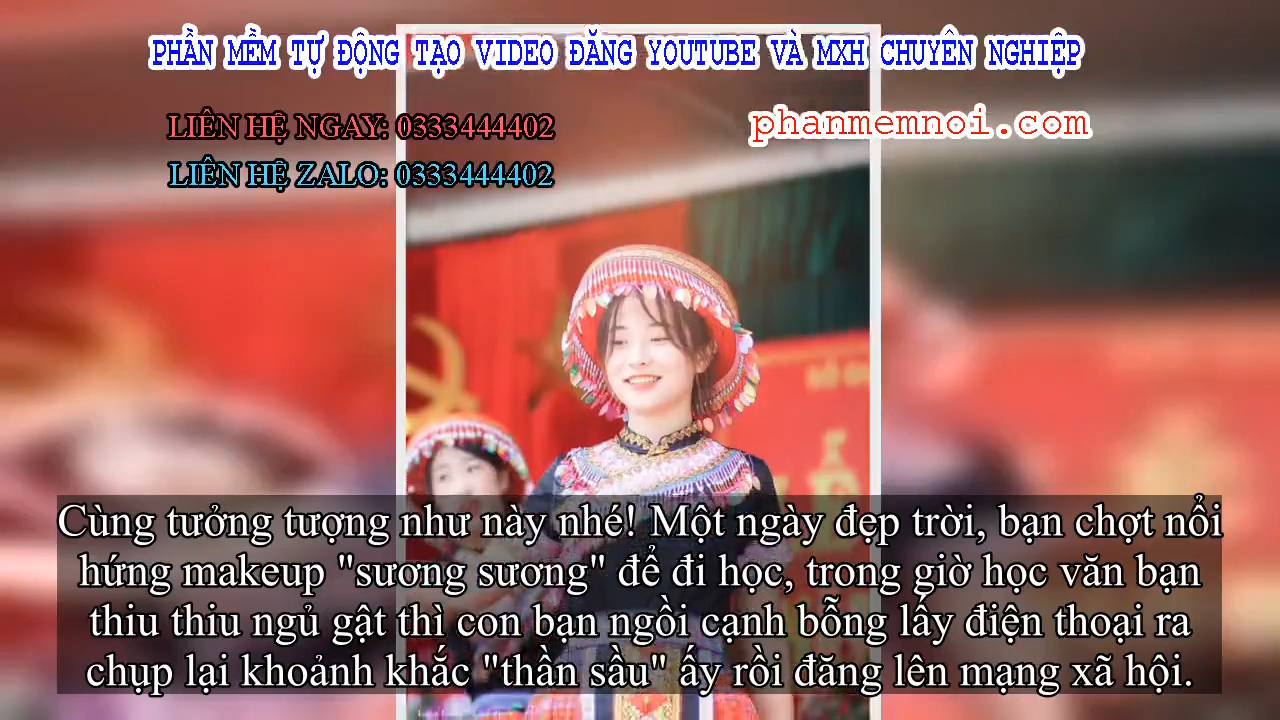 PHẦN MỀM TỰ ĐỘNG TẠO VIDEO ĐĂNG YOUTUBE VÀ MXH CHUYÊN NGHIỆP
LIÊN HỆ NGAY: 0333444402
phanmemnoi.com
LIÊN HỆ ZALO: 0333444402
Cùng tưởng tượng như này nhé! Một ngày đẹp trời, bạn chợt nổi
hứng makeup "sương sương" để đi học, trong giờ học văn bạn
thiu thiu ngủ gật thì con bạn ngồi cạnh bỗng lấy điện thoại ra
chụp lại khoảnh khắc "thần sầu" ấy rồi đăng lên mạng xã hội.